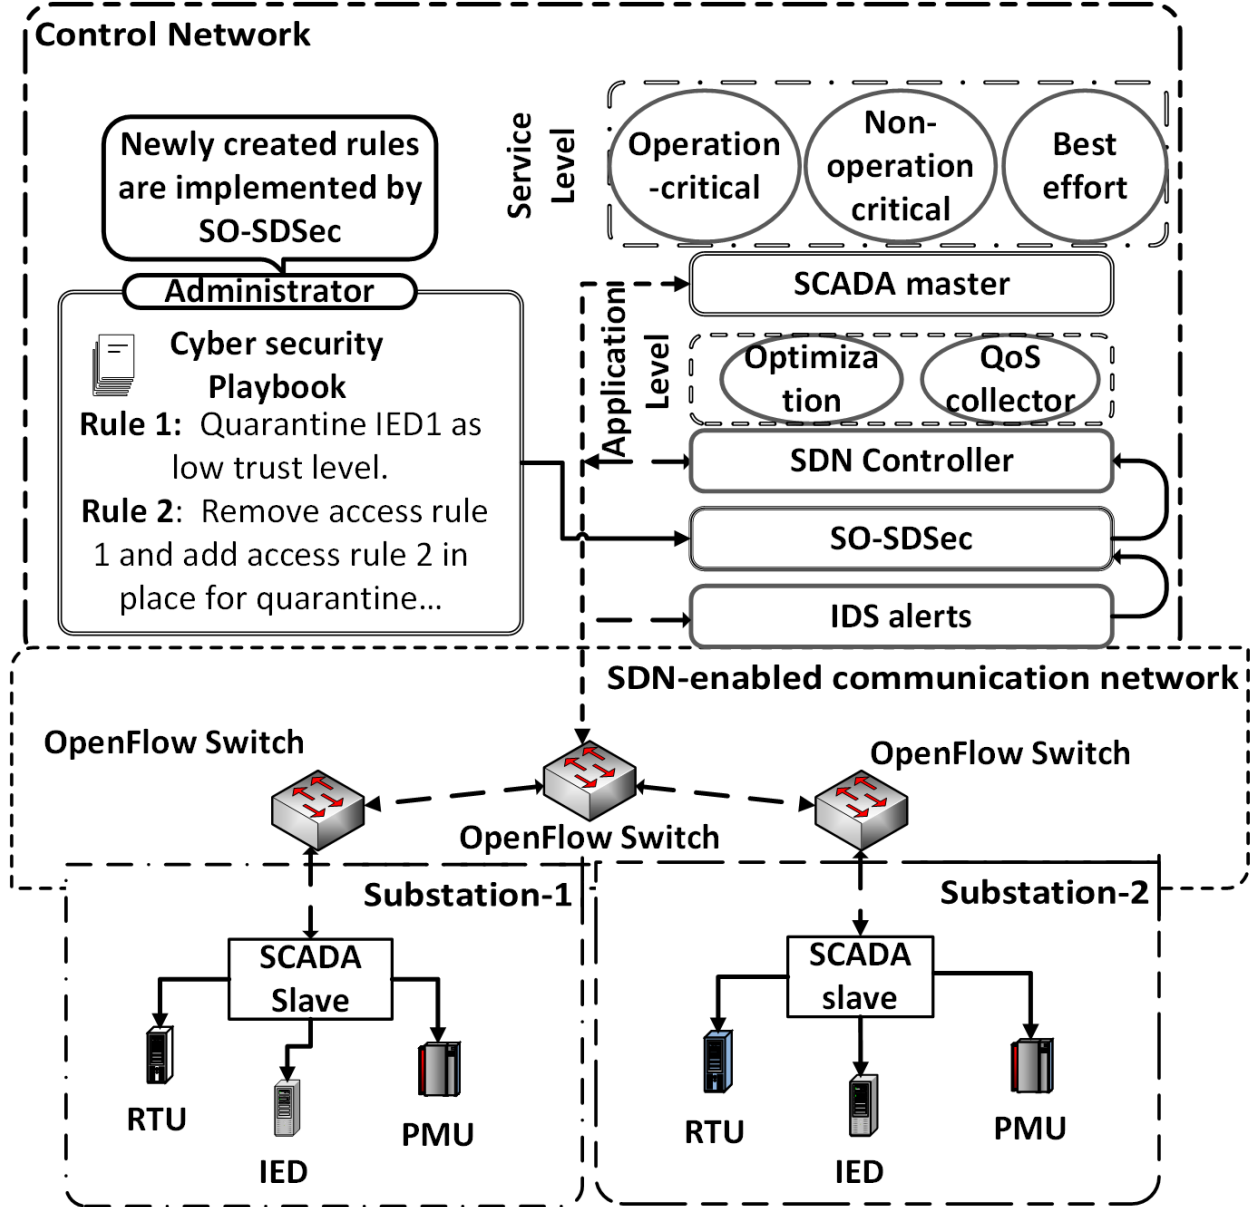 Control Network
Newly created rules
are implemented by
SO-SDSec
Administrator
Cyber security
Playbook
Rule 1: Quarantine IED1 as
low trust level.
Rule 2: Remove access rule
1 and add access rule 2 in
place for quarantine...
Service
Level
Operation
-critical
Non-
operation
critical
Best
effort
SCADA master
Application
Level
Optimiza
tion
QoS
collector
SDN Controller
SO-SDSec
IDS alerts
SDN-enabled communication network
OpenFlow Switch
OpenFlow Switch
OpenFlow Switch
Substation-1
SCADA
Slave
RTU
IED
PMU
Substation-2
SCADA
slave
RTU
IED
PMU